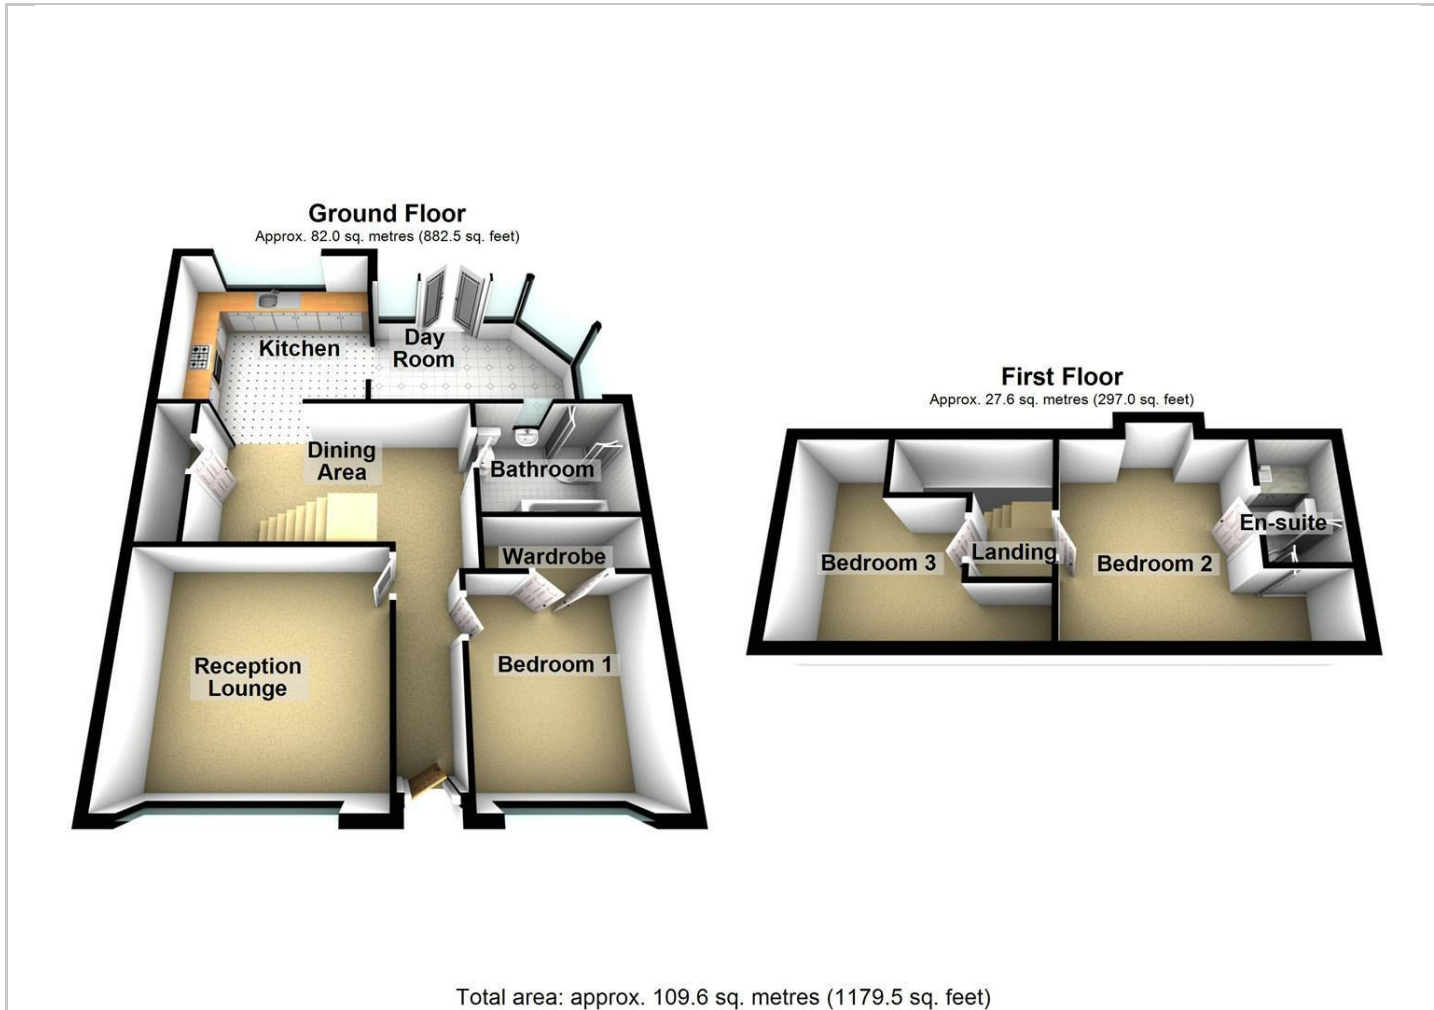 Ground Floor
Approx. 82.0 sq. metres (882.5 sq. feet)
Kitchen
Day
Room
Dining
Area
Bathroom
Wardrobe
Reception
Lounge
Bedroom 1
First Floor
Approx. 27.6 sq. metres (297.0 sq. feet)
Bedroom 3
Landing
Bedroom 2
En-suite
Total area: approx. 109.6 sq. metres (1179.5 sq. feet)